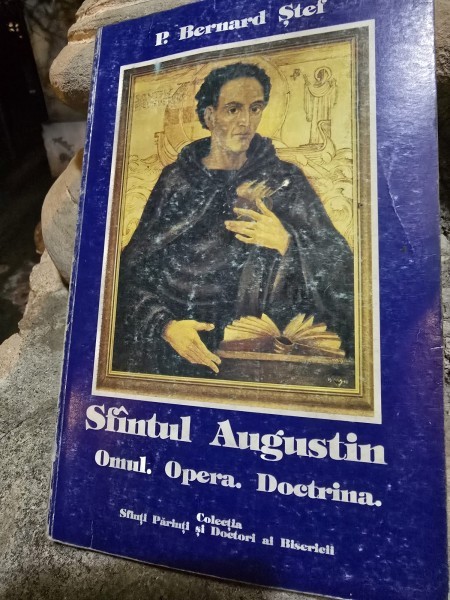 P. Bernard Ștef
Sfîntul Augustin
Omul. Opera. Doctrina.
Colecția
Sfinți Părinți și Doctori ai Bisericii